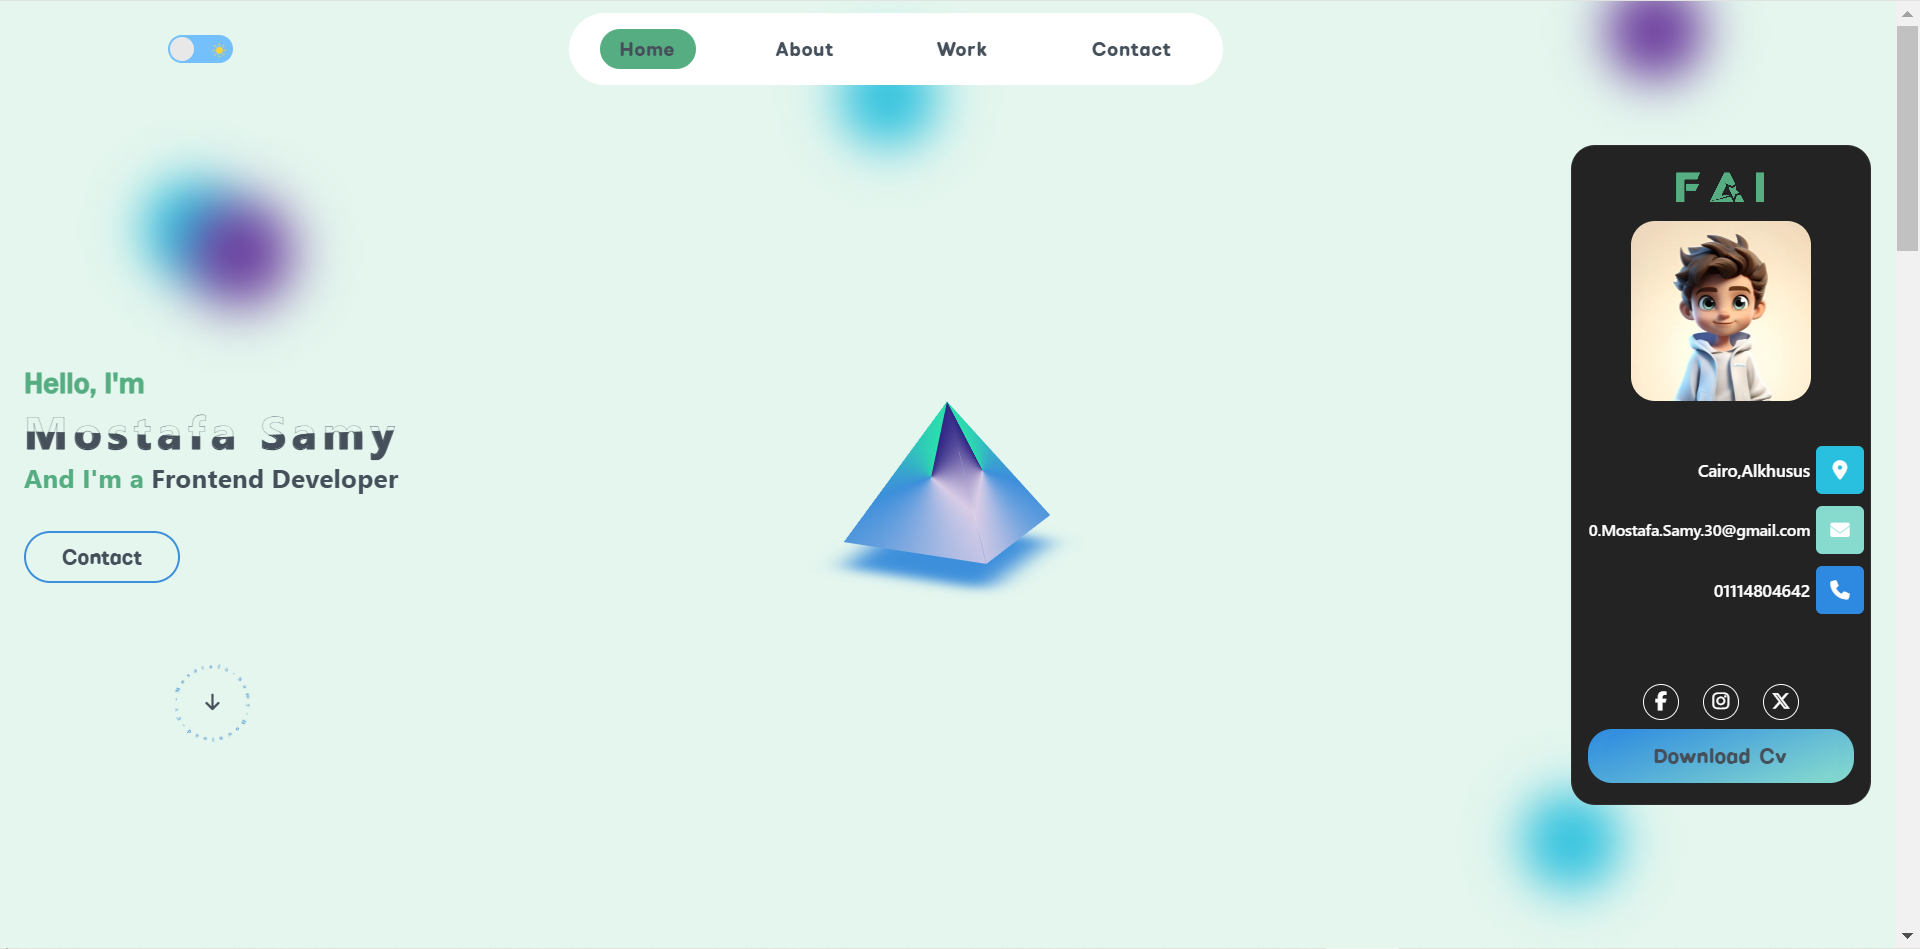 Home
About
Work
Contact
FAI
Hello, I'm
Mostafa Samy
And I'm a Frontend Developer
Contact
Cairo,Alkhusus
0.Mostafa.Samy.30@gmail.com
01114804642
Download Cv